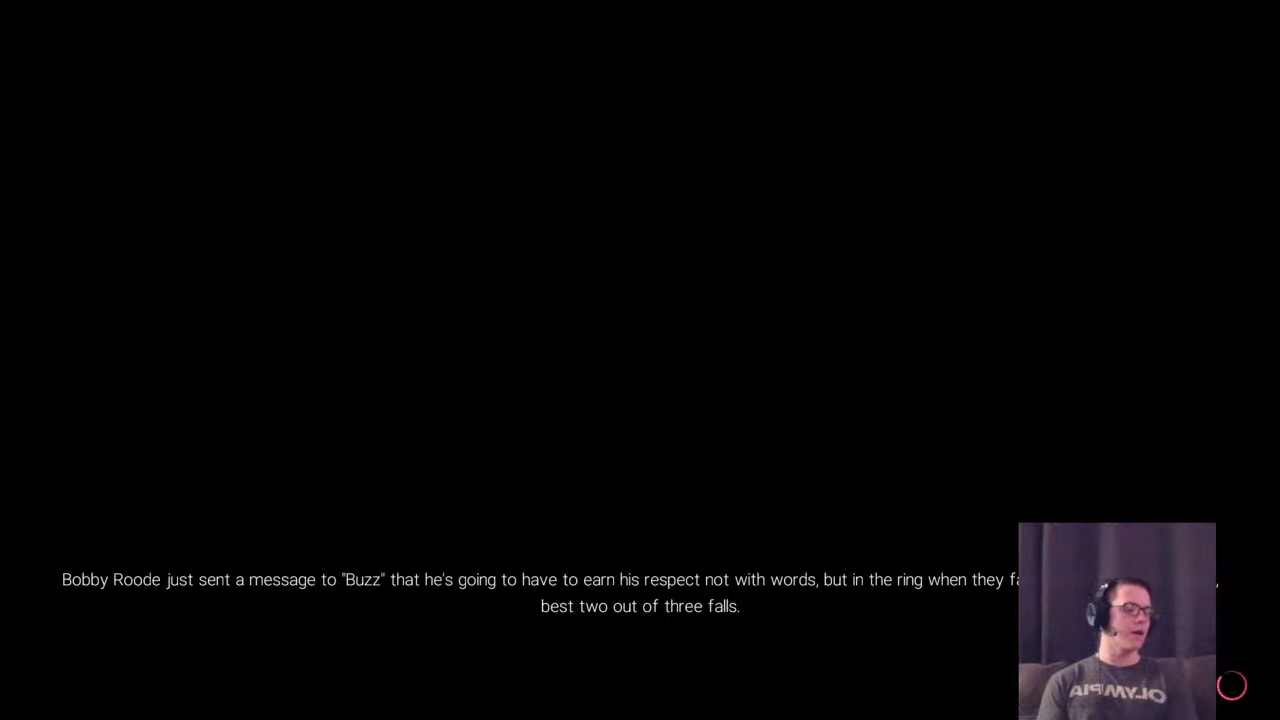 Bobby Roode just sent a message to "Buzz" that he's going to have to earn his respect not with words, but in the ring when they
best two out of three falls.
OLYMPIA